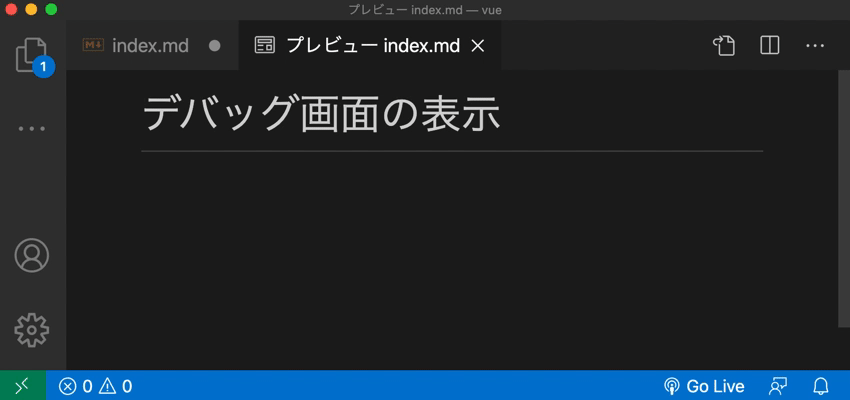 プレビュー index.md — vue
index.md
プレビュー index.md
1
デバッグ画面の表示
0 0
Go Live